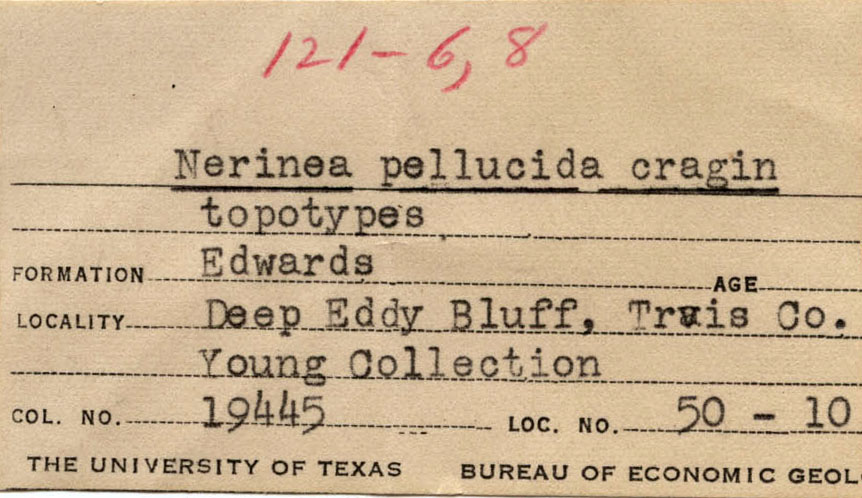 121-6, 8
Nerinea pellucida cragin
topotypes
FORMATION Edwards AGE
LOCALITY Deep Eddy Bluff, Travis Co.
Young Collection
COL. NO. 19445 LOC. NO. 50 - 10
THE UNIVERSITY OF TEXAS BUREAU OF ECONOMIC GEOL